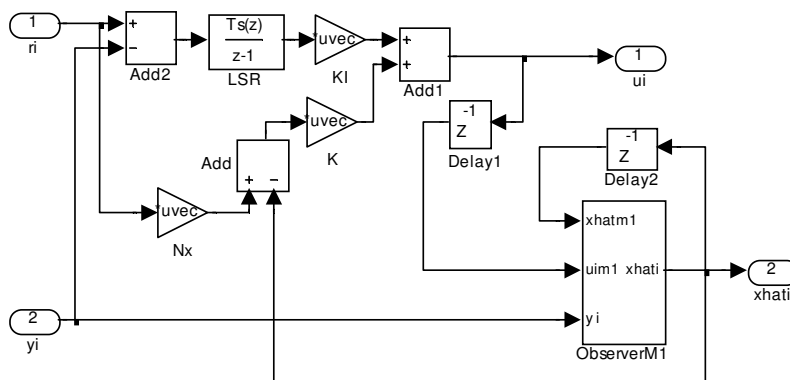 1
ri
+
−
Add2
Ts(z)
z-1
LSR
uvec
KI
+
+
Add1
1
ui
uvec
K
-1
Z
Delay1
Add
+
−
-1
Z
Delay2
uvec
Nx
xhatm1
uim1
xhati
yi
ObserverM1
2
xhati
2
yi